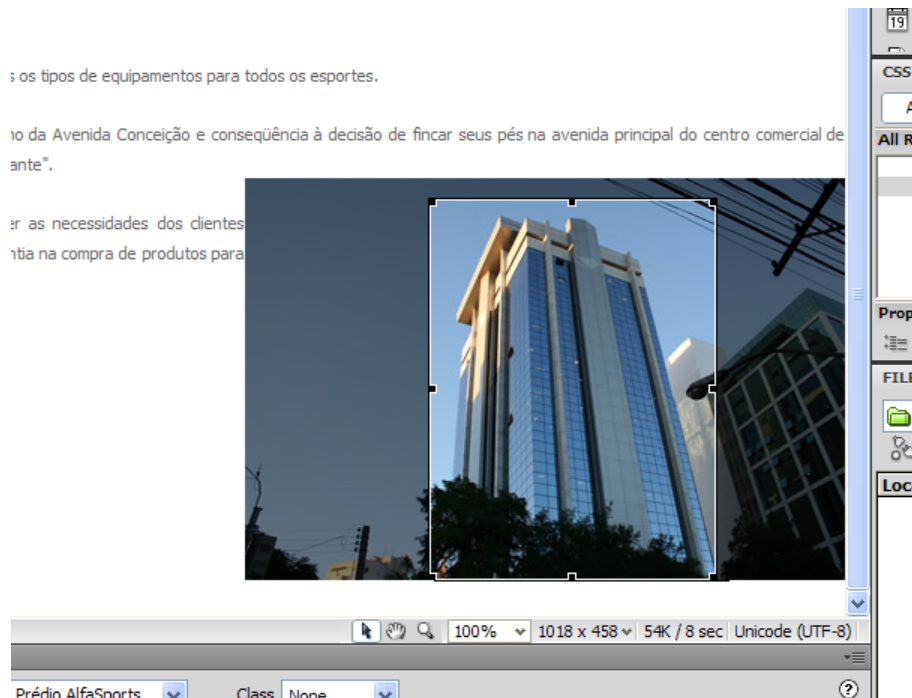 s os tipos de equipamentos para todos os esportes.
no da Avenida Conceição e conseqüência à decisão de fincar seus pés na avenida principal do centro comercial de
ante".
er as necessidades dos clientes
ntia na compra de produtos para
19
CSS
A
All R
Prop
FILE
Loc
100% 1018 x 458 54K / 8 sec Unicode (UTF-8)
Prédio AlfaSports Class None